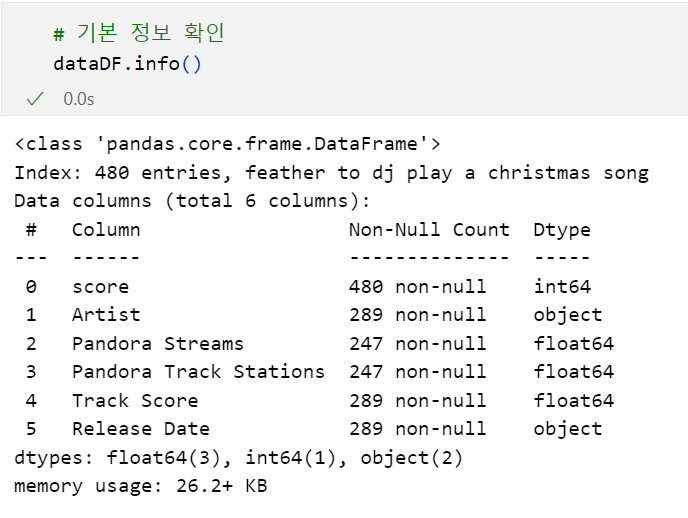 # 기본 정보 확인
dataDF.info()
✓ 0.0s
<class 'pandas.core.frame.DataFrame'>
Index: 480 entries, feather to dj play a christmas song
Data columns (total 6 columns):
 #   Column                  Non-Null Count  Dtype
---  ------                  --------------  -----
 0   score                   480 non-null    int64
 1   Artist                  289 non-null    object
 2   Pandora Streams         247 non-null    float64
 3   Pandora Track Stations  247 non-null    float64
 4   Track Score             289 non-null    float64
 5   Release Date            289 non-null    object
dtypes: float64(3), int64(1), object(2)
memory usage: 26.2+ KB